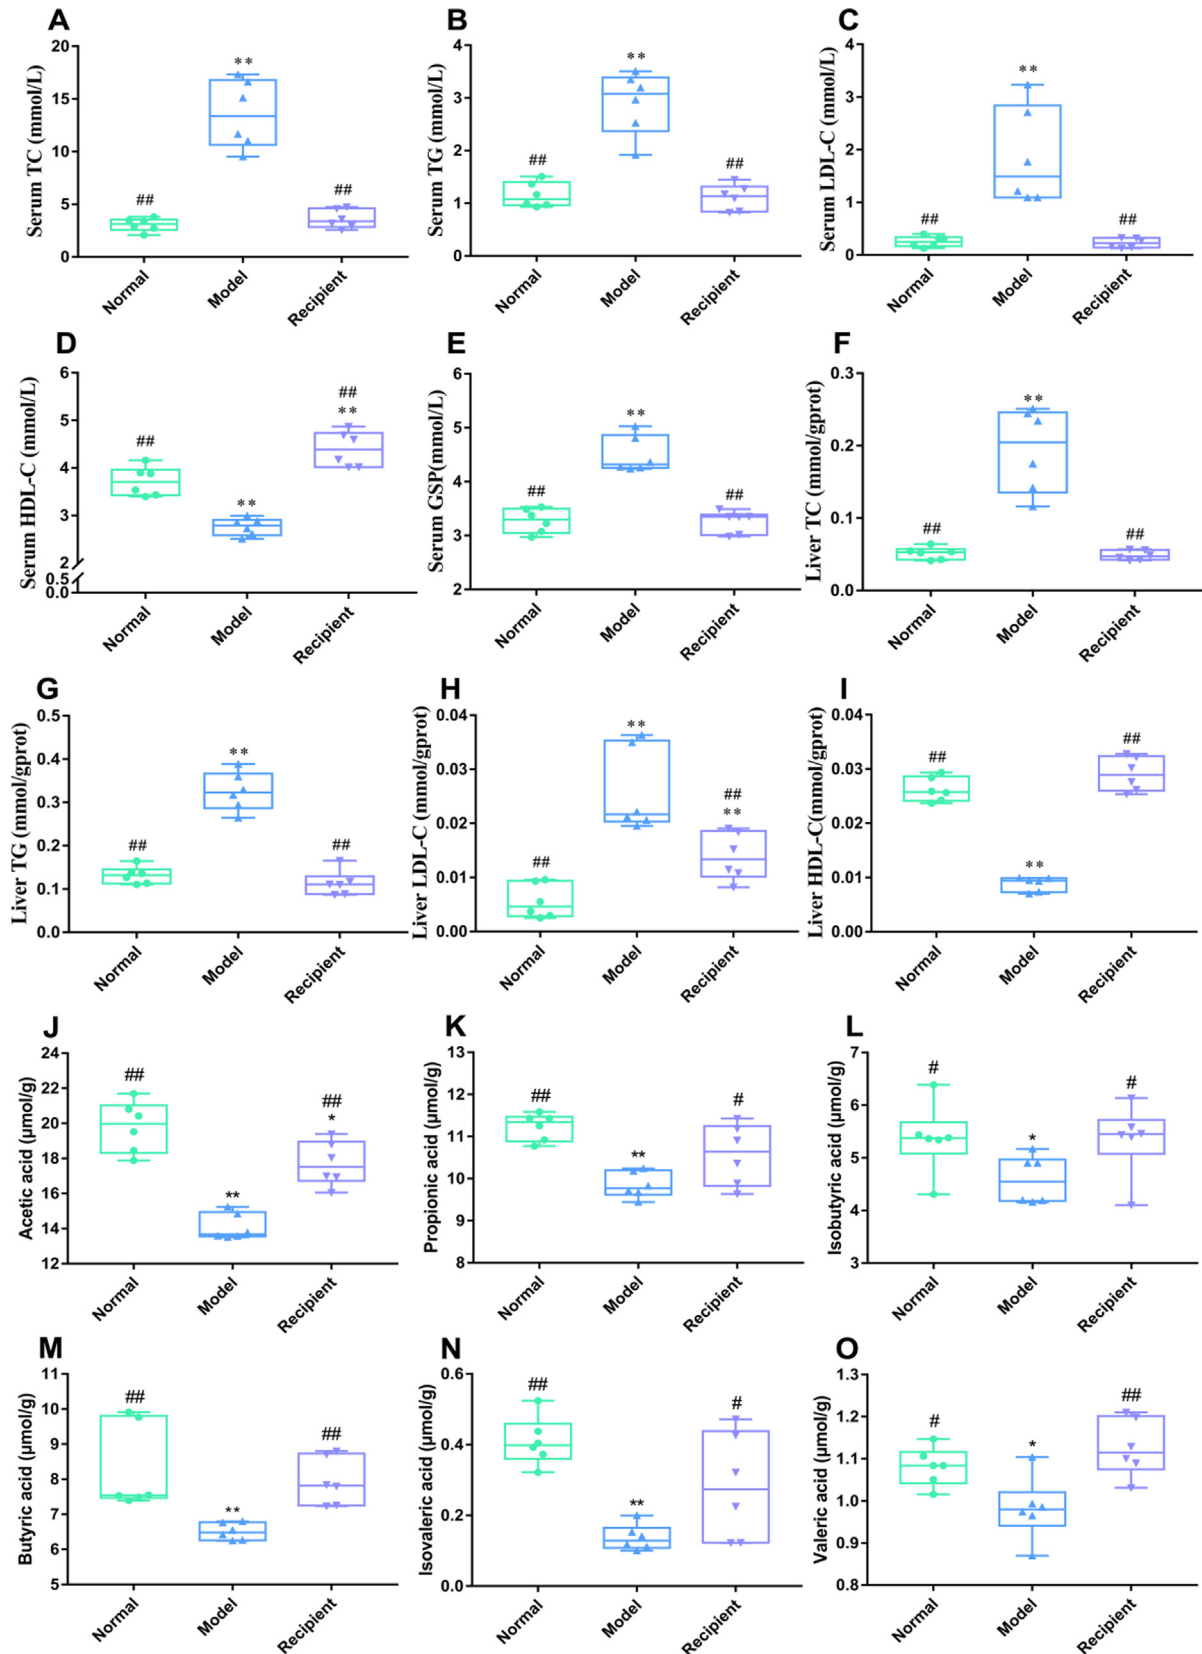 A
Serum TC (mmol/L)
20
15
10
5
0
##
**
##
Normal
Model
Recipient
B
Serum TG (mmol/L)
4
3
2
1
0
##
**
##
Normal
Model
Recipient
C
Serum LDL-C (mmol/L)
4
3
2
1
0
##
**
##
Normal
Model
Recipient
D
Serum HDL-C (mmol/L)
6
5
4
3
2
0.5
0.0
##
**
##
**
Normal
Model
Recipient
E
Serum GSP(mmol/L)
6
5
4
3
2
##
**
##
Normal
Model
Recipient
F
Liver TC (mmol/gprot)
0.3
0.2
0.1
0.0
##
**
##
Normal
Model
Recipient
G
Liver TG (mmol/gprot)
0.5
0.4
0.3
0.2
0.1
0.0
##
**
##
Normal
Model
Recipient
H
Liver LDL-C (mmol/gprot)
0.04
0.03
0.02
0.01
0.00
##
**
##
**
Normal
Model
Recipient
I
Liver HDL-C(mmol/gprot)
0.04
0.03
0.02
0.01
0.00
##
**
##
Normal
Model
Recipient
J
Acetic acid (μmol/g)
24
22
20
18
16
14
12
##
**
##
*
Normal
Model
Recipient
K
Propionic acid (μmol/g)
13
12
11
10
9
8
##
**
#
Normal
Model
Recipient
L
Isobutyric acid (μmol/g)
7
6
5
4
3
#
*
#
Normal
Model
Recipient
M
Butyric acid (μmol/g)
11
10
9
8
7
6
5
##
**
##
Normal
Model
Recipient
N
Isovaleric acid (μmol/g)
0.6
0.4
0.2
0.0
##
**
#
Normal
Model
Recipient
O
Valeric acid (μmol/g)
1.3
1.2
1.1
1.0
0.9
0.8
#
*
##
Normal
Model
Recipient